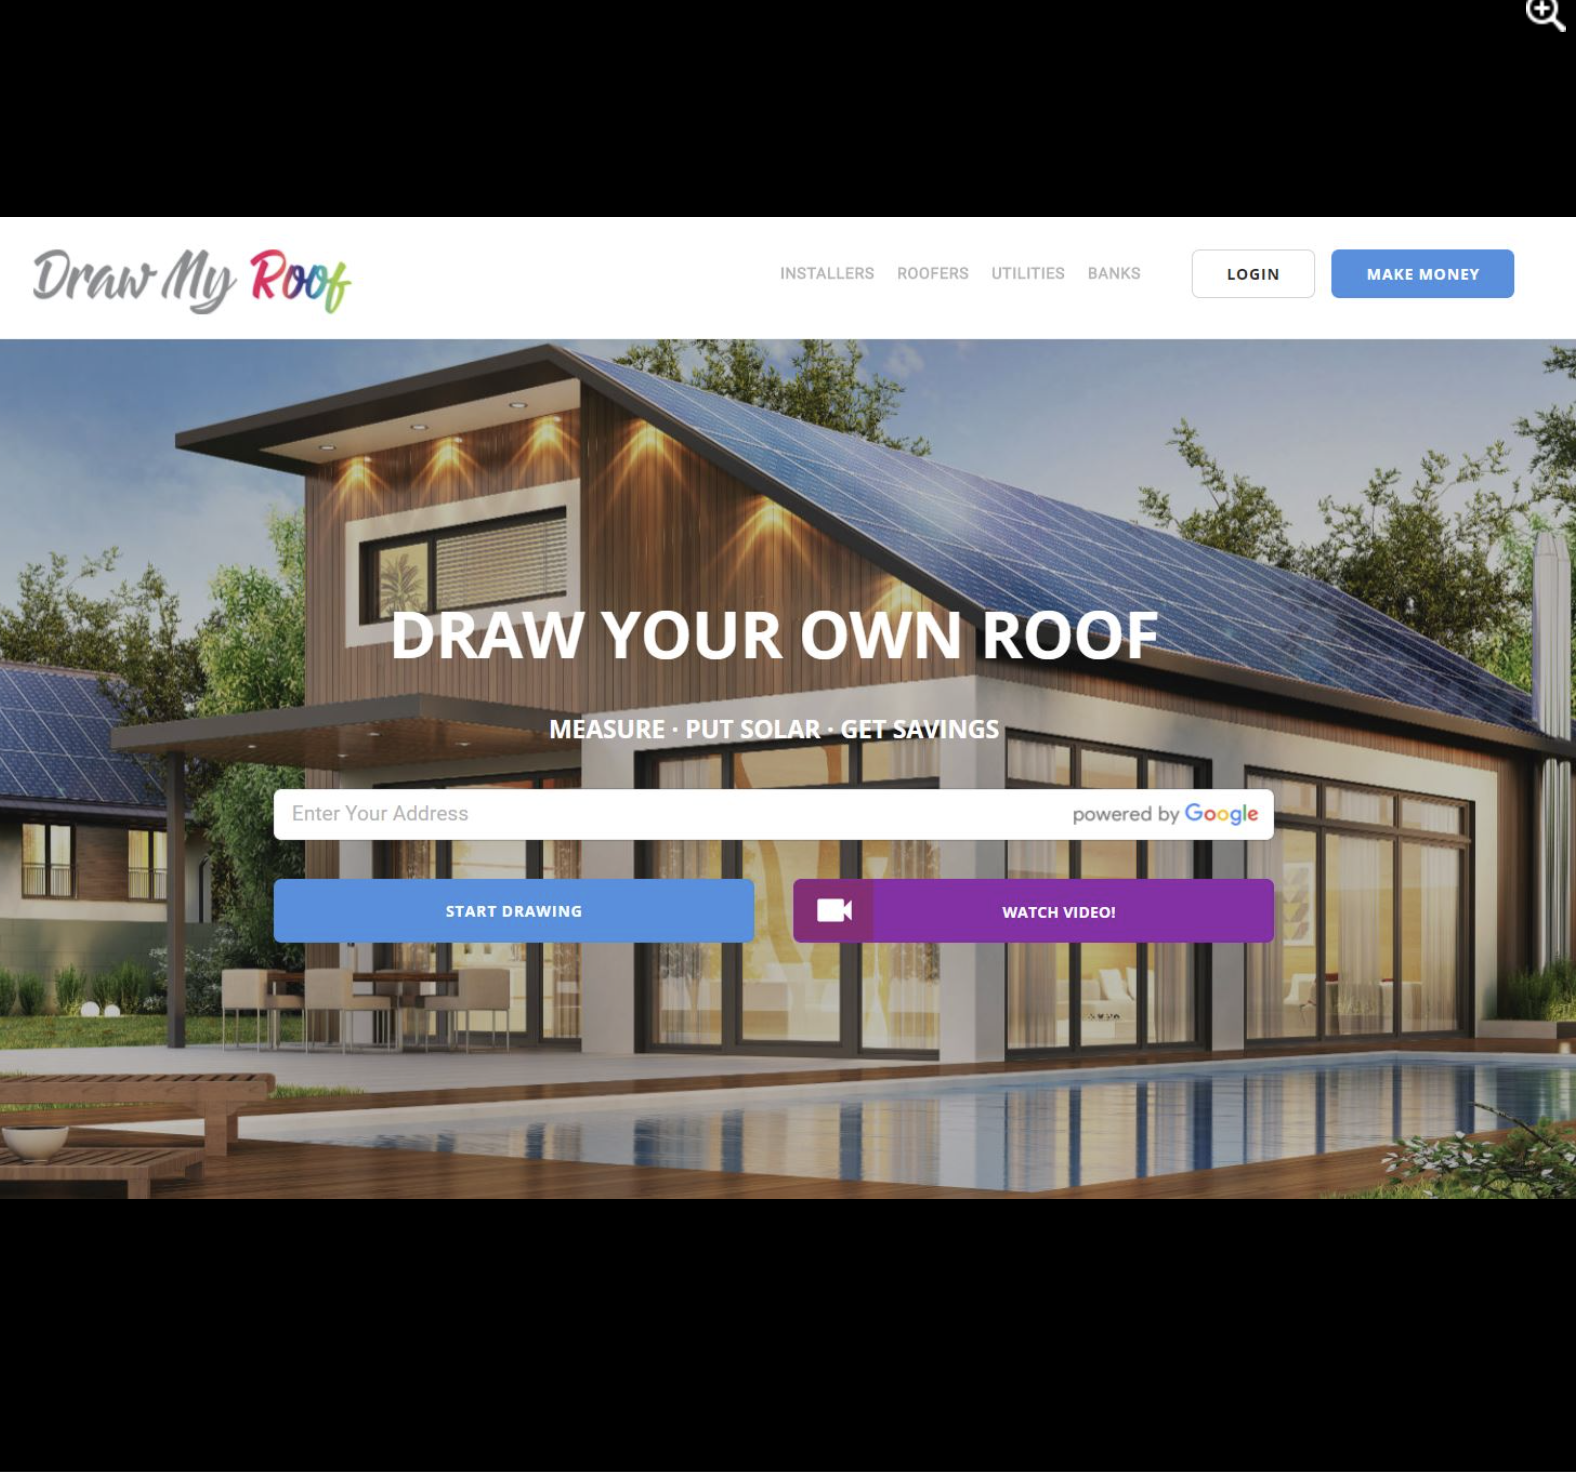 Draw My Roof
INSTALLERS ROOFERS UTILITIES BANKS LOGIN MAKE MONEY
DRAW YOUR OWN ROOF
MEASURE · PUT SOLAR · GET SAVINGS
Enter Your Address powered by Google
START DRAWING WATCH VIDEO!